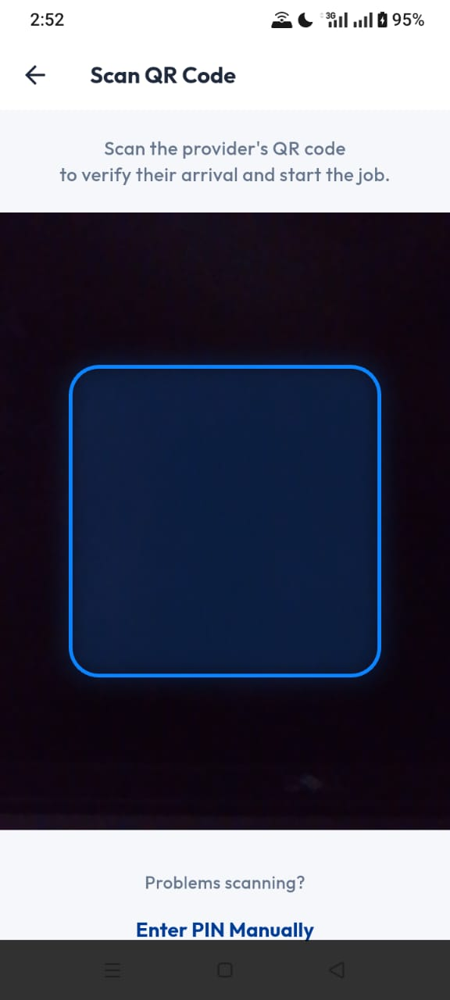 2:52
3G
95%
Scan QR Code
Scan the provider's QR code
to verify their arrival and start the job.
Problems scanning?
Enter PIN Manually